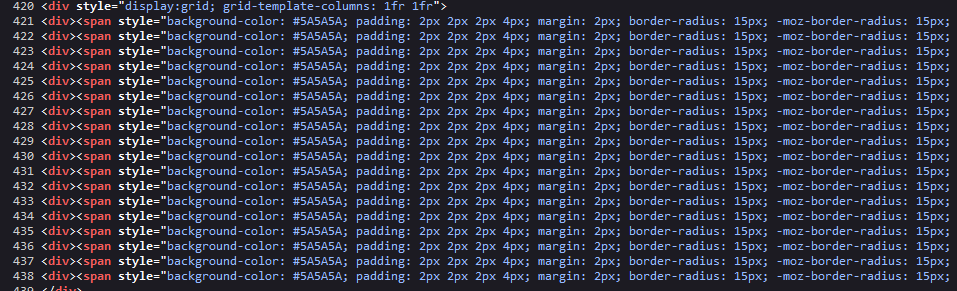 420 <div style="display:grid; grid-template-columns: 1fr 1fr">
421 <div><span style="background-color: #5A5A5A; padding: 2px 2px 2px 4px; margin: 2px; border-radius: 15px; -moz-border-radius: 15px;
422 <div><span style="background-color: #5A5A5A; padding: 2px 2px 2px 4px; margin: 2px; border-radius: 15px; -moz-border-radius: 15px;
423 <div><span style="background-color: #5A5A5A; padding: 2px 2px 2px 4px; margin: 2px; border-radius: 15px; -moz-border-radius: 15px;
424 <div><span style="background-color: #5A5A5A; padding: 2px 2px 2px 4px; margin: 2px; border-radius: 15px; -moz-border-radius: 15px;
425 <div><span style="background-color: #5A5A5A; padding: 2px 2px 2px 4px; margin: 2px; border-radius: 15px; -moz-border-radius: 15px;
426 <div><span style="background-color: #5A5A5A; padding: 2px 2px 2px 4px; margin: 2px; border-radius: 15px; -moz-border-radius: 15px;
427 <div><span style="background-color: #5A5A5A; padding: 2px 2px 2px 4px; margin: 2px; border-radius: 15px; -moz-border-radius: 15px;
428 <div><span style="background-color: #5A5A5A; padding: 2px 2px 2px 4px; margin: 2px; border-radius: 15px; -moz-border-radius: 15px;
429 <div><span style="background-color: #5A5A5A; padding: 2px 2px 2px 4px; margin: 2px; border-radius: 15px; -moz-border-radius: 15px;
430 <div><span style="background-color: #5A5A5A; padding: 2px 2px 2px 4px; margin: 2px; border-radius: 15px; -moz-border-radius: 15px;
431 <div><span style="background-color: #5A5A5A; padding: 2px 2px 2px 4px; margin: 2px; border-radius: 15px; -moz-border-radius: 15px;
432 <div><span style="background-color: #5A5A5A; padding: 2px 2px 2px 4px; margin: 2px; border-radius: 15px; -moz-border-radius: 15px;
433 <div><span style="background-color: #5A5A5A; padding: 2px 2px 2px 4px; margin: 2px; border-radius: 15px; -moz-border-radius: 15px;
434 <div><span style="background-color: #5A5A5A; padding: 2px 2px 2px 4px; margin: 2px; border-radius: 15px; -moz-border-radius: 15px;
435 <div><span style="background-color: #5A5A5A; padding: 2px 2px 2px 4px; margin: 2px; border-radius: 15px; -moz-border-radius: 15px;
436 <div><span style="background-color: #5A5A5A; padding: 2px 2px 2px 4px; margin: 2px; border-radius: 15px; -moz-border-radius: 15px;
437 <div><span style="background-color: #5A5A5A; padding: 2px 2px 2px 4px; margin: 2px; border-radius: 15px; -moz-border-radius: 15px;
438 <div><span style="background-color: #5A5A5A; padding: 2px 2px 2px 4px; margin: 2px; border-radius: 15px; -moz-border-radius: 15px;
439 </div>